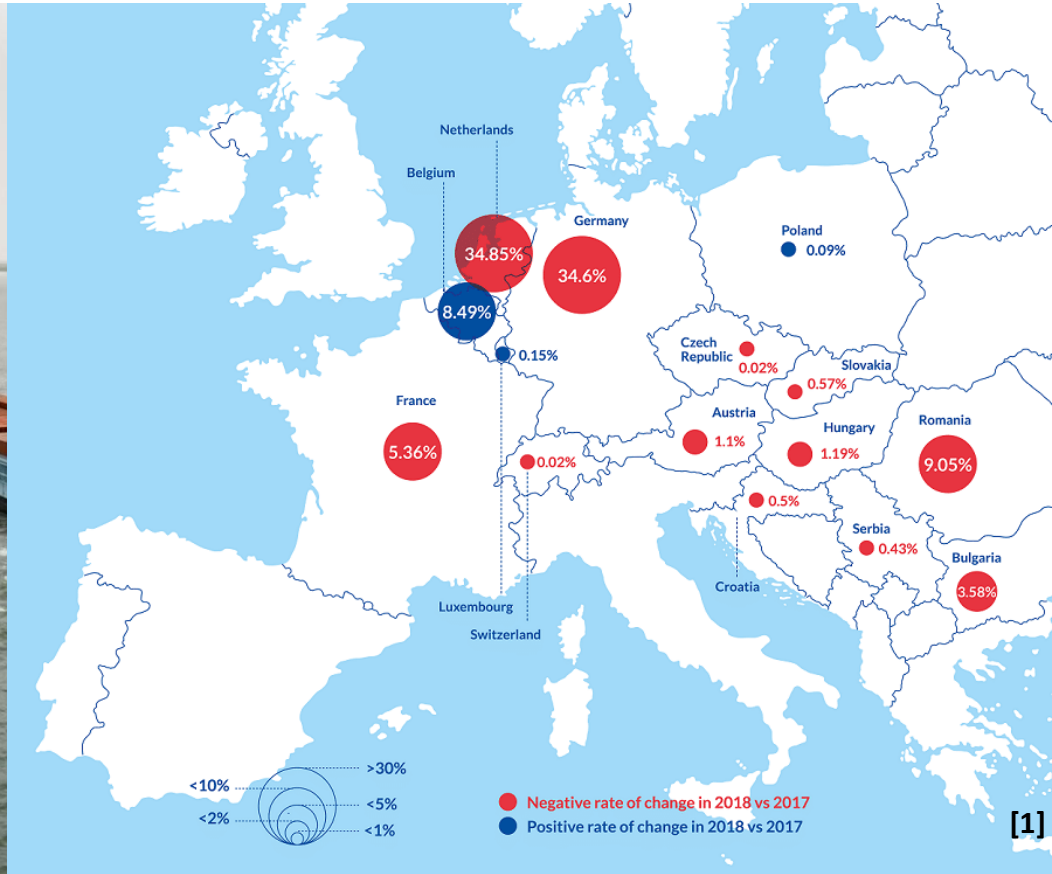 Netherlands
Belgium
Germany
34.85%
34.6%
8.49%
Poland
0.09%
0.15%
Czech
Republic
0.02%
Slovakia
0.57%
France
5.36%
Austria
1.1%
Hungary
1.19%
Romania
9.05%
0.02%
0.5%
Serbia
0.43%
Bulgaria
3.58%
Croatia
Luxembourg
Switzerland
>30%
<10%
<5%
<2%
<1%
Negative rate of change in 2018 vs 2017
Positive rate of change in 2018 vs 2017
[1]